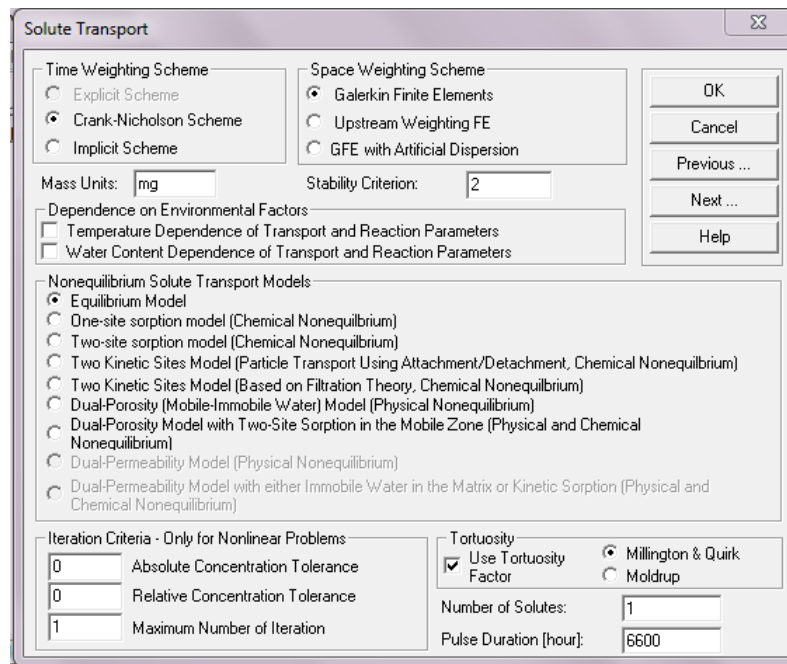 Solute Transport
Time Weighting Scheme
Explicit Scheme
Crank-Nicholson Scheme
Implicit Scheme
Space Weighting Scheme
Galerkin Finite Elements
Upstream Weighting FE
GFE with Artificial Dispersion
OK
Cancel
Previous ...
Next ...
Help
Mass Units: mg
Stability Criterion: 2
Dependence on Environmental Factors
Temperature Dependence of Transport and Reaction Parameters
Water Content Dependence of Transport and Reaction Parameters
Nonequilibrium Solute Transport Models
Equilibrium Model
One-site sorption model (Chemical Nonequilbrium)
Two-site sorption model (Chemical Nonequilbrium)
Two Kinetic Sites Model (Particle Transport Using Attachment/Detachment, Chemical Nonequilbrium)
Two Kinetic Sites Model (Based on Filtration Theory, Chemical Nonequilbrium)
Dual-Porosity (Mobile-Immobile Water) Model (Physical Nonequilibrium)
Dual-Porosity Model with Two-Site Sorption in the Mobile Zone (Physical and Chemical
Nonequilibrium)
Dual-Permeability Model (Physical Nonequilibrium)
Dual-Permeability Model with either Immobile Water in the Matrix or Kinetic Sorption (Physical and
Chemical Nonequilibrium)
Iteration Criteria - Only for Nonlinear Problems
0 Absolute Concentration Tolerance
0 Relative Concentration Tolerance
1 Maximum Number of Iteration
Tortuosity
Use Tortuosity
Factor
Millington & Quirk
Moldrup
Number of Solutes: 1
Pulse Duration [hour]: 6600